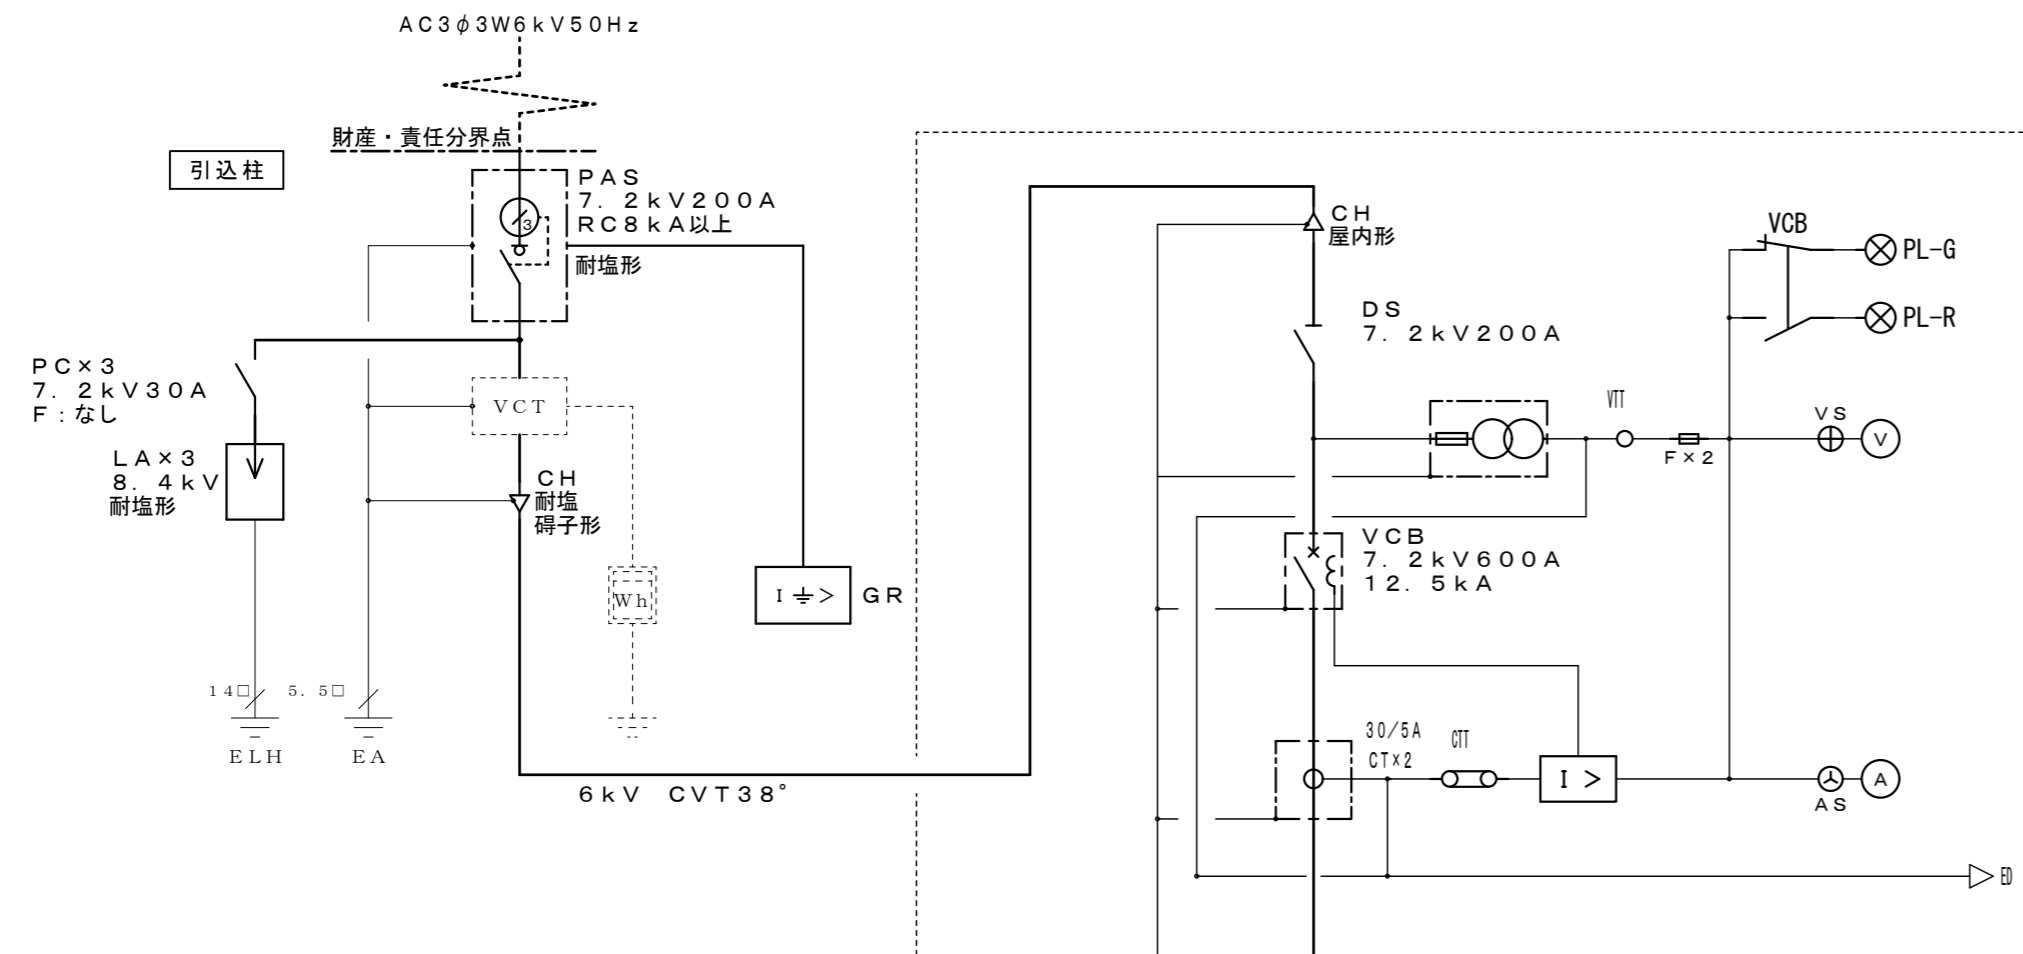 AC3φ3W6kV50Hz
財産・責任分界点
引込柱
PAS
7.2kV200A
RC8kA以上
耐塩形
3
PC×3
7.2kV30A
F:なし
LA×3
8.4kV
耐塩形
VCT
CH
耐塩
碍子形
Wh
I >
GR
14□
5.5□
ELH
EA
6kV CVT38°
CH
屋内形
DS
7.2kV200A
VCB
PL-G
PL-R
VTT
F×2
VS
V
VCB
7.2kV600A
12.5kA
30/5A
CT×2
CTT
I >
AS
A
ED